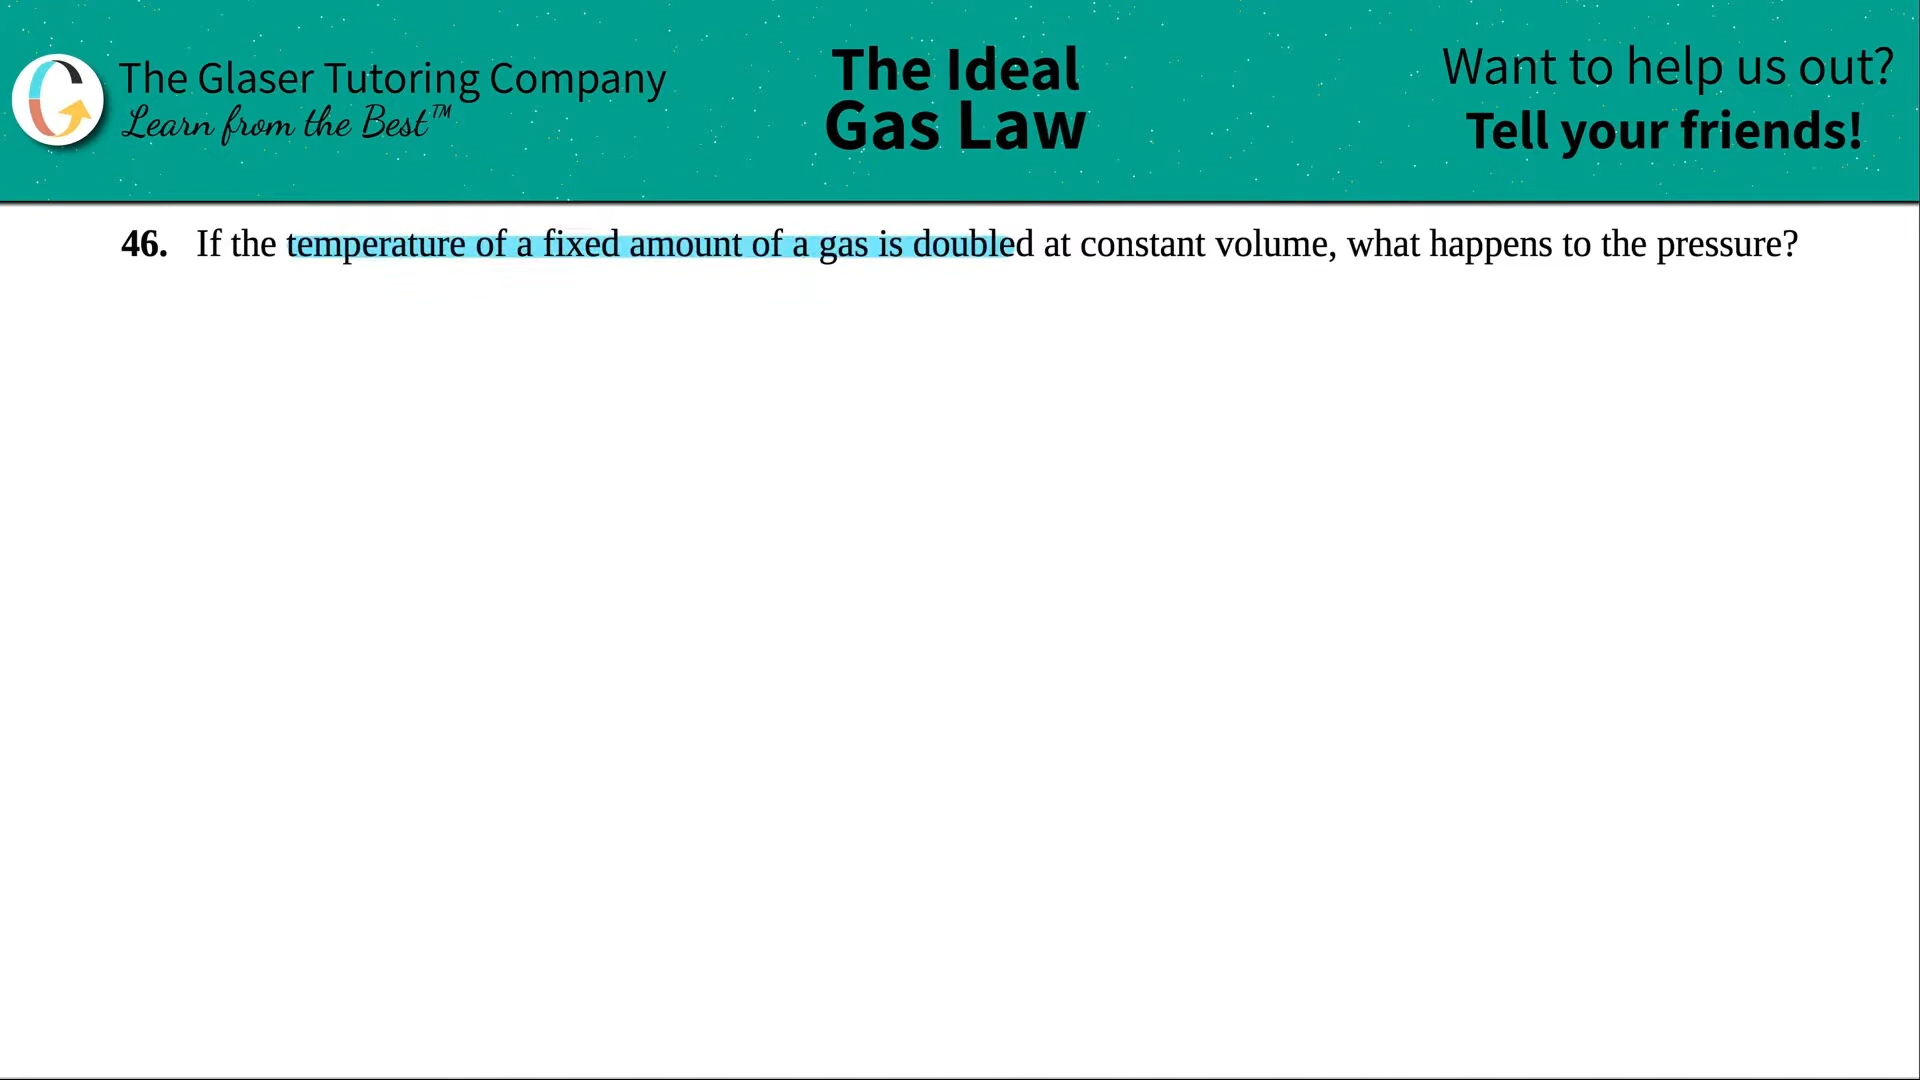 The Glaser Tutoring Company
Learn from the Best™
The Ideal
Gas Law
Want to help us out?
Tell your friends!
46. If the temperature of a fixed amount of a gas is doubled at constant volume, what happens to the pressure?